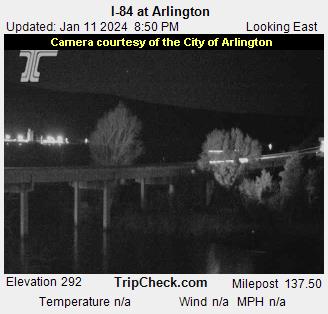 I-84 at Arlington
Updated: Jan 11 2024 8:50 PM Looking East
Camera courtesy of the City of Arlington
Elevation 292 TripCheck.com Milepost 137.50
Temperature n/a Wind n/a MPH n/a